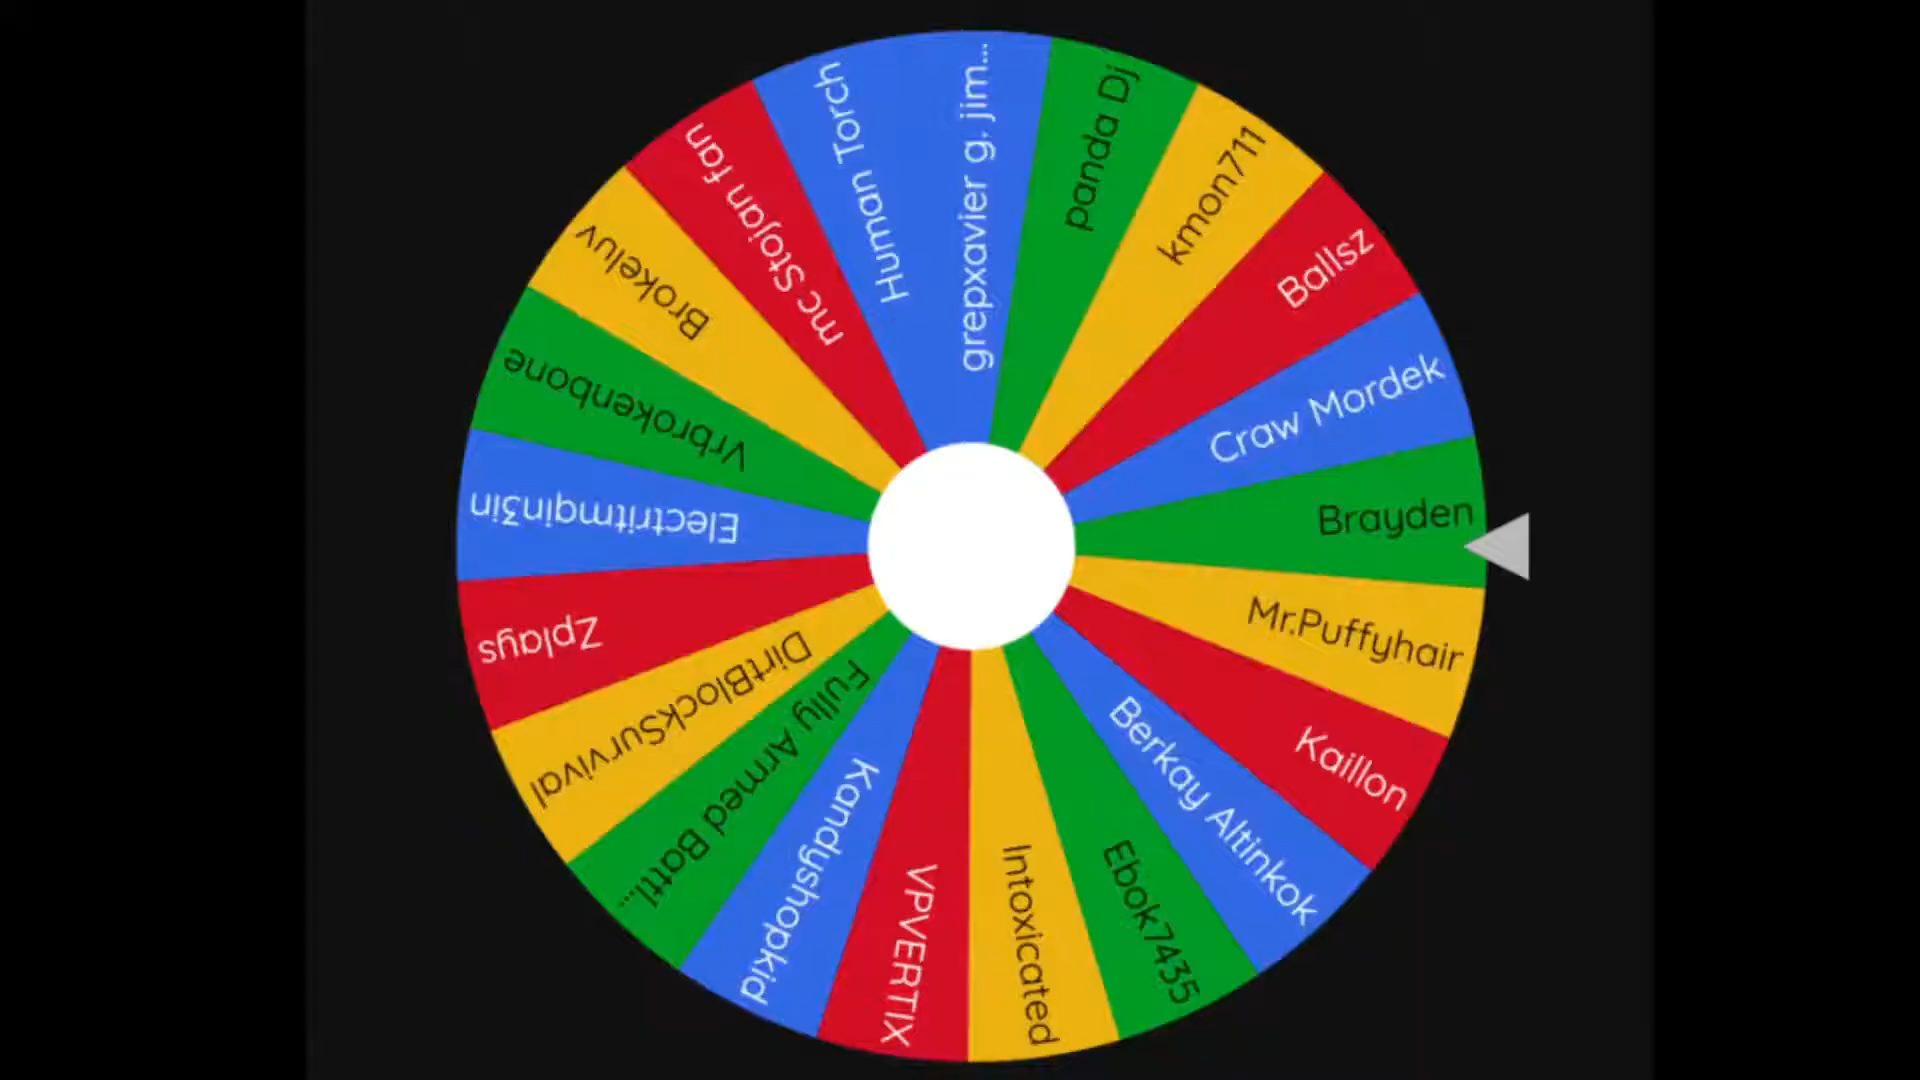 grepxavier g. jim...
panda Dj
kmon711
Ballsz
Craw Mordek
Brayden
Mr.Puffyhair
Kaillon
Berkay Altinkok
Ebok7435
Intoxicated
VPVERTIX
Kandyshopkid
Fully Armed Battl...
DirtBlockSurvival
Zplays
Electritmqin3in
Vrbrokenbone
Brokeluv
mc Stojan fan
Human Torch